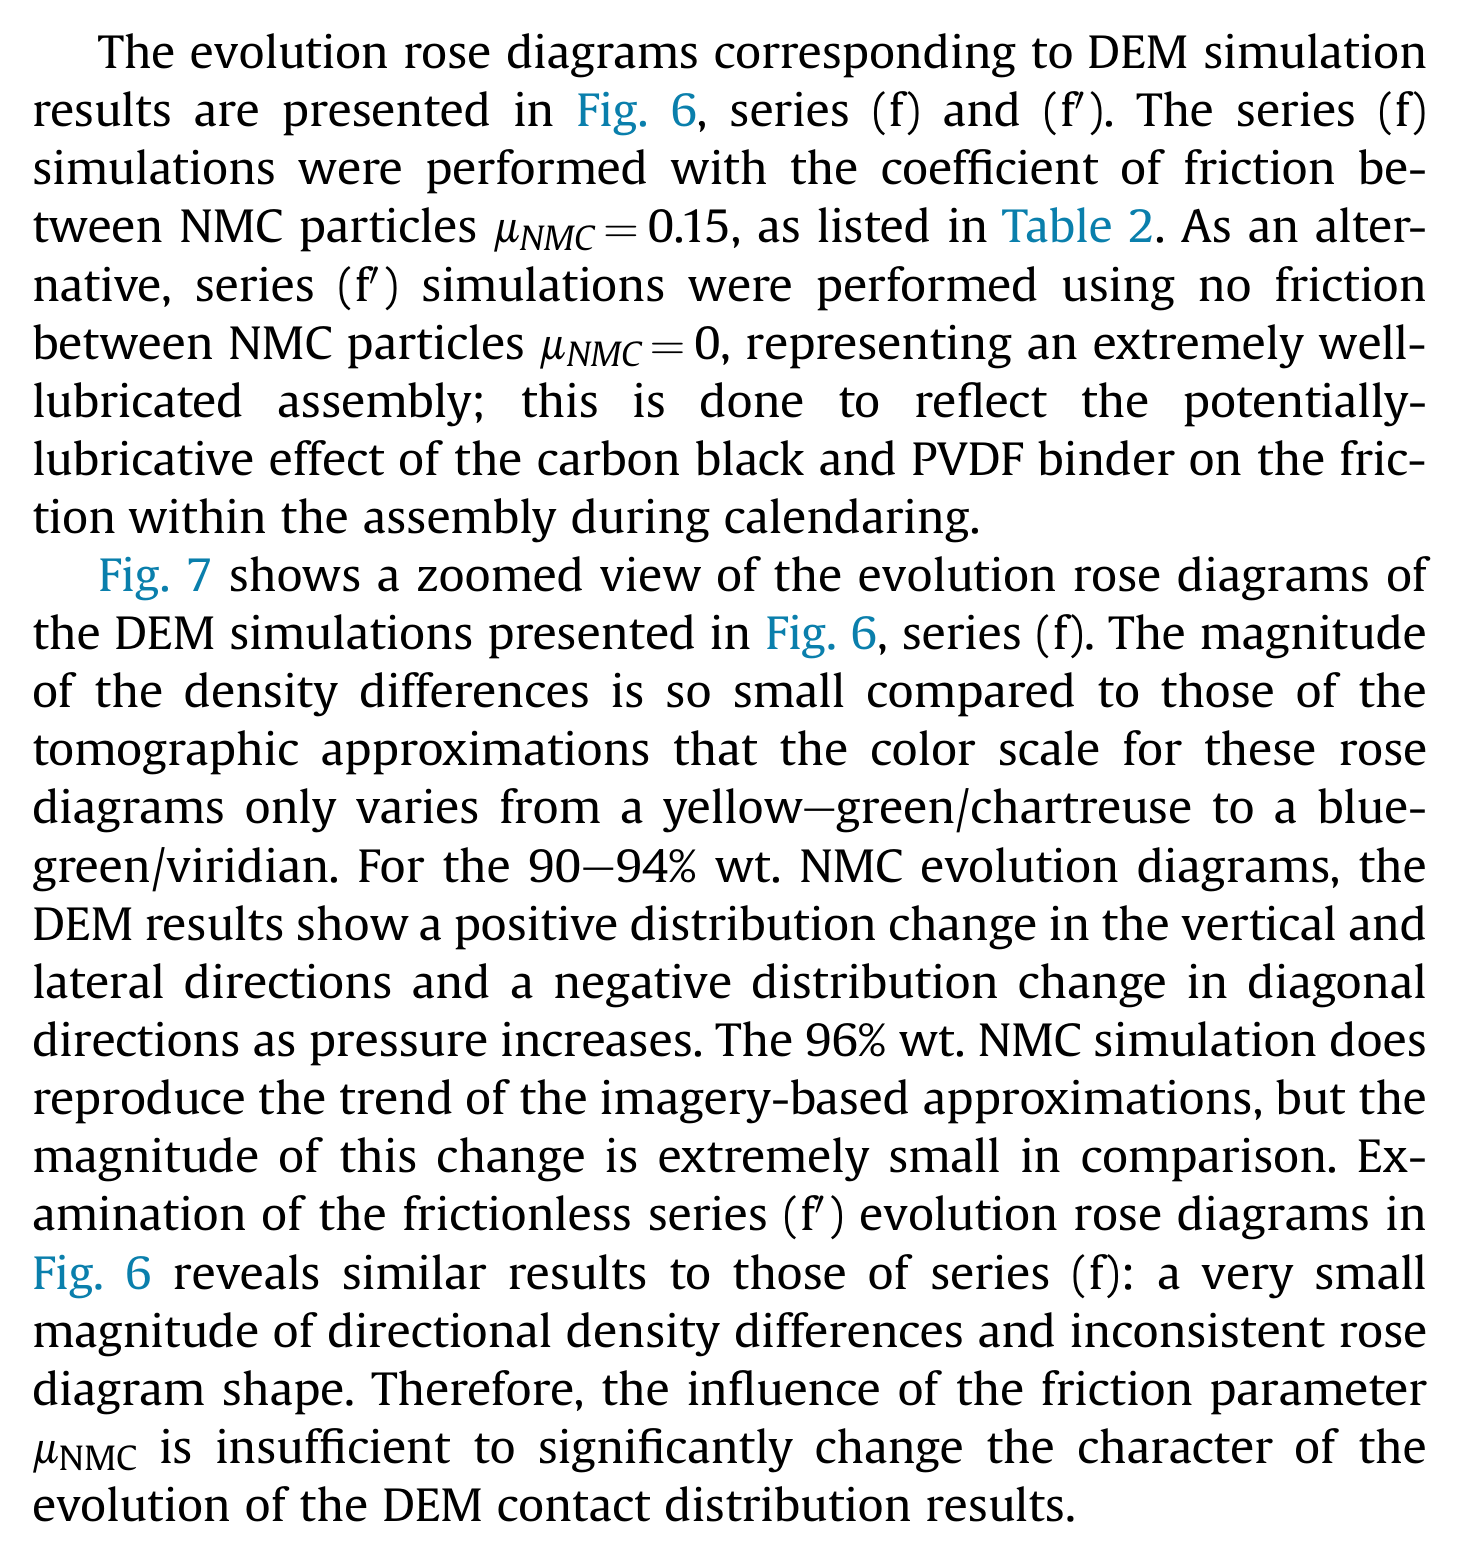 The evolution rose diagrams corresponding to DEM simulation
results are presented in Fig. 6, series (f) and (f′). The series (f)
simulations were performed with the coefficient of friction be-
tween NMC particles μNMC = 0.15, as listed in Table 2. As an alter-
native, series (f′) simulations were performed using no friction
between NMC particles μNMC = 0, representing an extremely well-
lubricated assembly; this is done to reflect the potentially-
lubricative effect of the carbon black and PVDF binder on the fric-
tion within the assembly during calendaring.
Fig. 7 shows a zoomed view of the evolution rose diagrams of
the DEM simulations presented in Fig. 6, series (f). The magnitude
of the density differences is so small compared to those of the
tomographic approximations that the color scale for these rose
diagrams only varies from a yellow–green/chartreuse to a blue-
green/viridian. For the 90–94% wt. NMC evolution diagrams, the
DEM results show a positive distribution change in the vertical and
lateral directions and a negative distribution change in diagonal
directions as pressure increases. The 96% wt. NMC simulation does
reproduce the trend of the imagery-based approximations, but the
magnitude of this change is extremely small in comparison. Ex-
amination of the frictionless series (f′) evolution rose diagrams in
Fig. 6 reveals similar results to those of series (f): a very small
magnitude of directional density differences and inconsistent rose
diagram shape. Therefore, the influence of the friction parameter
μNMC is insufficient to significantly change the character of the
evolution of the DEM contact distribution results.